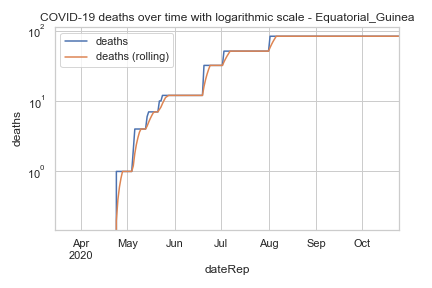 COVID-19 deaths over time with logarithmic scale - Equatorial_Guinea
deaths
deaths (rolling)
10^2
10^1
10^0
deaths
Apr
2020
May
Jun
Jul
Aug
Sep
Oct
dateRep